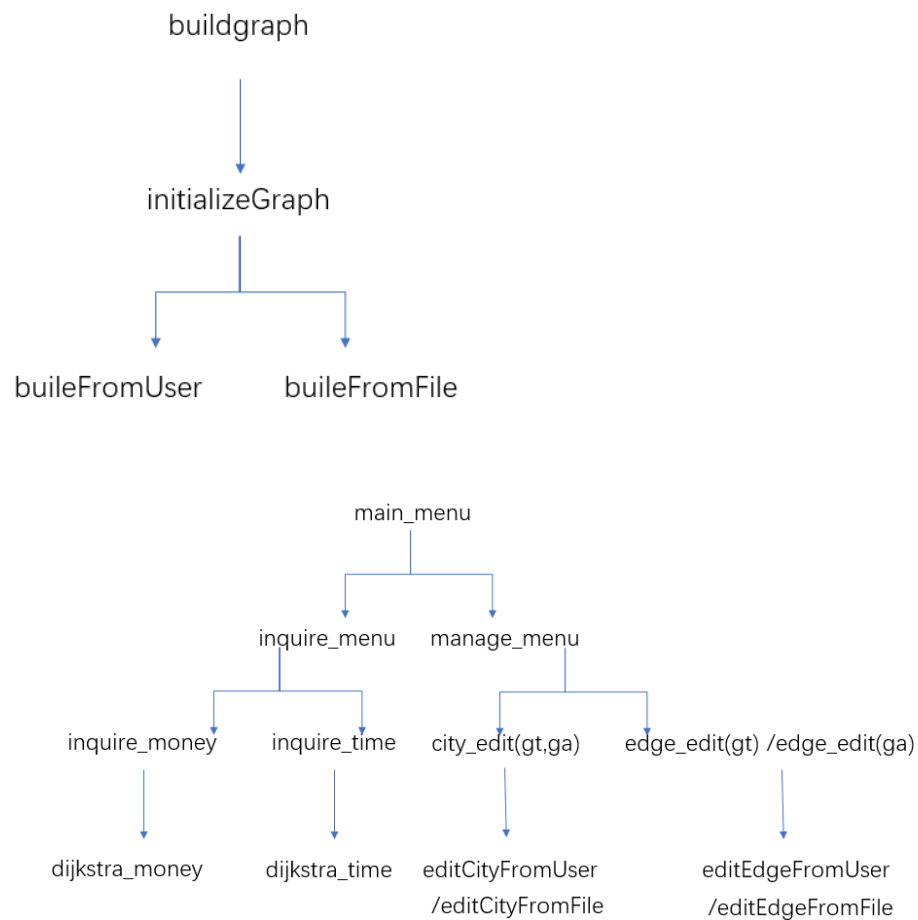 buildgraph
initializeGraph
buileFromUser buileFromFile
main_menu
inquire_menu manage_menu
inquire_money inquire_time city_edit(gt,ga) edge_edit(gt) /edge_edit(ga)
dijkstra_money dijkstra_time editCityFromUser editEdgeFromUser
/editCityFromFile /editEdgeFromFile